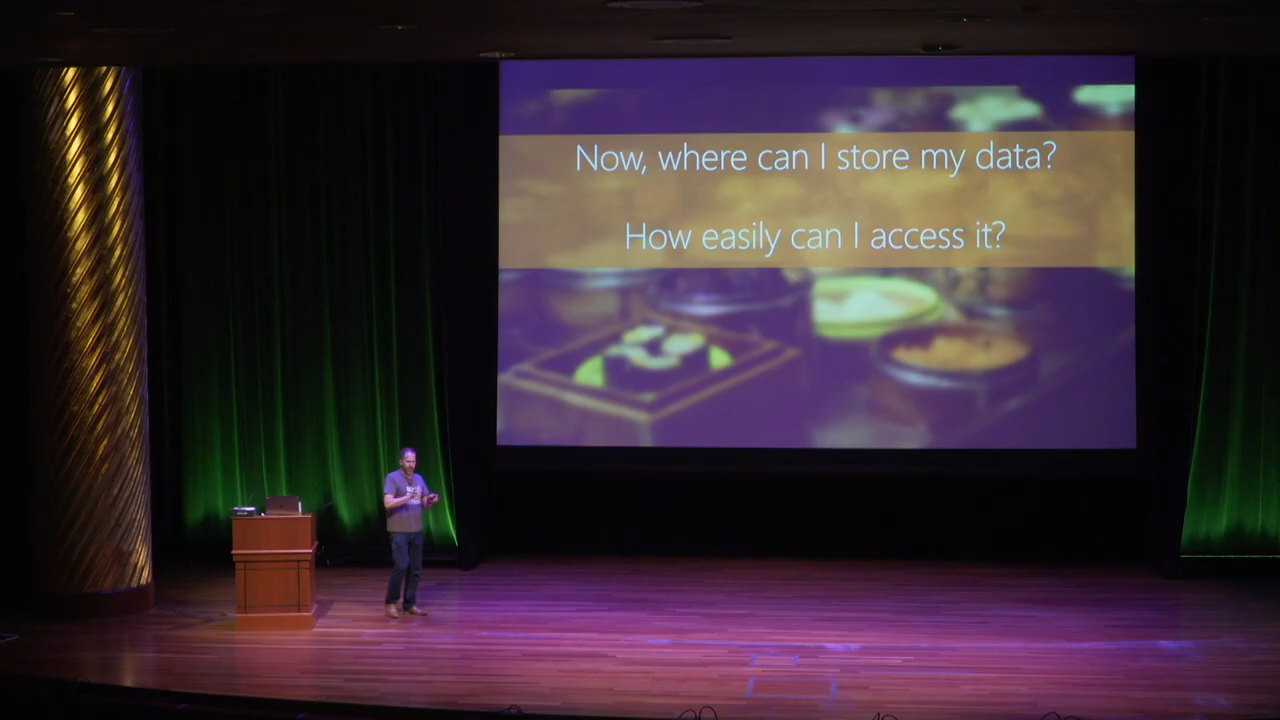 Now, where can I store my data?
How easily can I access it?